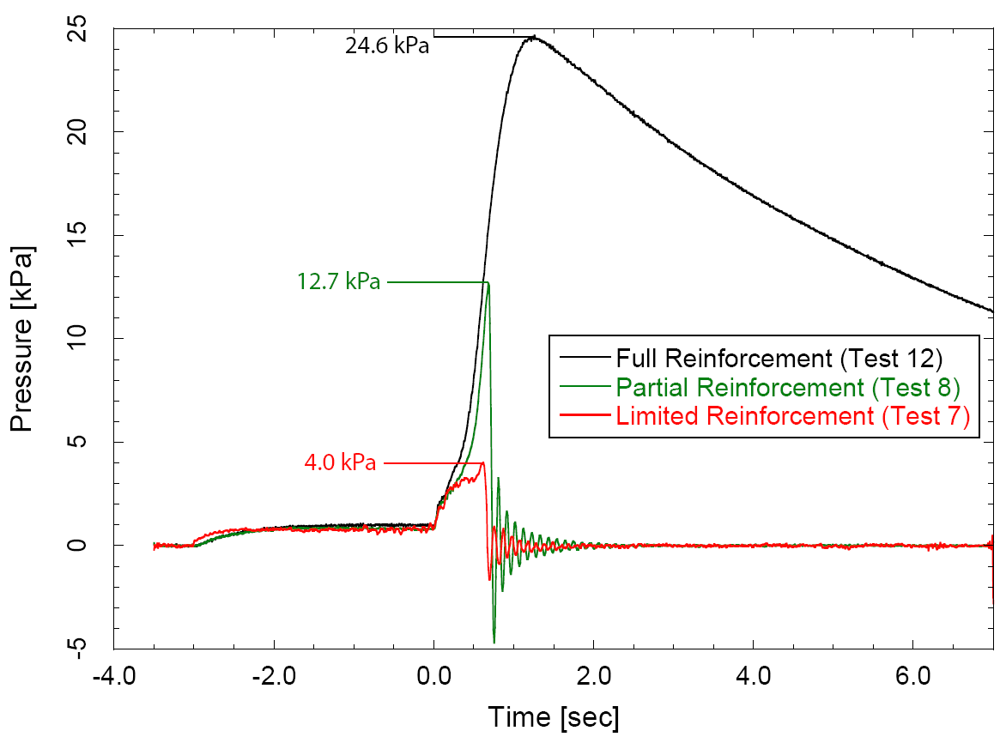 25
24.6 kPa
20
15
12.7 kPa
10
Full Reinforcement (Test 12)
Partial Reinforcement (Test 8)
Limited Reinforcement (Test 7)
Pressure [kPa]
5
4.0 kPa
0
-5
-4.0 -2.0 0.0 2.0 4.0 6.0
Time [sec]